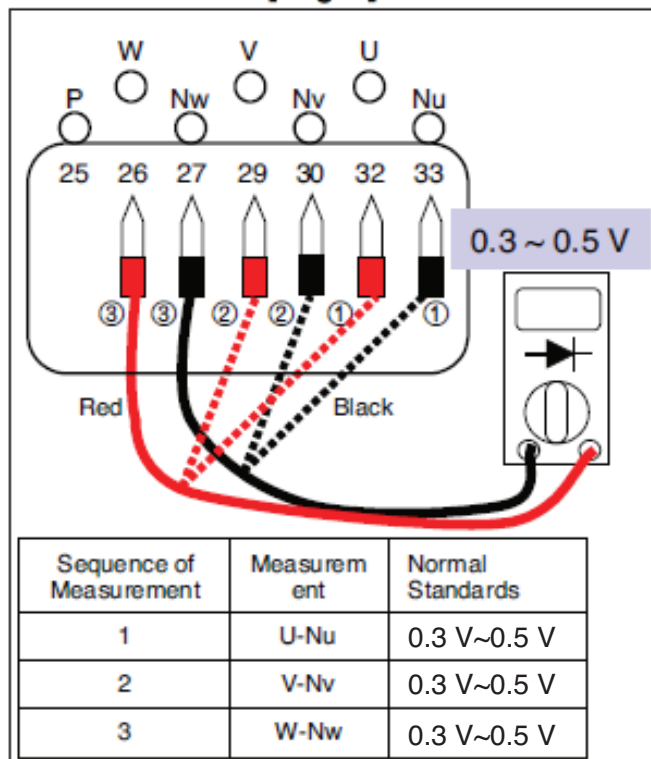 W V U
P Nw Nv Nu
25 26 27 29 30 32 33
0.3 ~ 0.5 V
③ ③ ② ② ① ①
Red Black
Sequence of Measurement
Measurem ent
Normal Standards
1 U-Nu 0.3 V~0.5 V
2 V-Nv 0.3 V~0.5 V
3 W-Nw 0.3 V~0.5 V